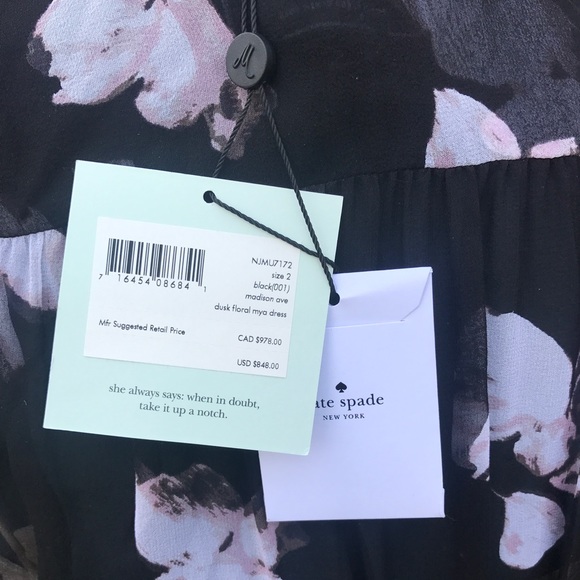 M
NJMU7172
size 2
black(001)
madison ave
dusk floral mya dress
7 16454 08684 1
Mfr Suggested Retail Price
CAD $978.00
USD $848.00
she always says: when in doubt,
take it up a notch.
ate spade
NEW YORK